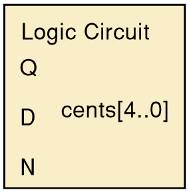 Logic Circuit
Q
D cents[4..0]
N